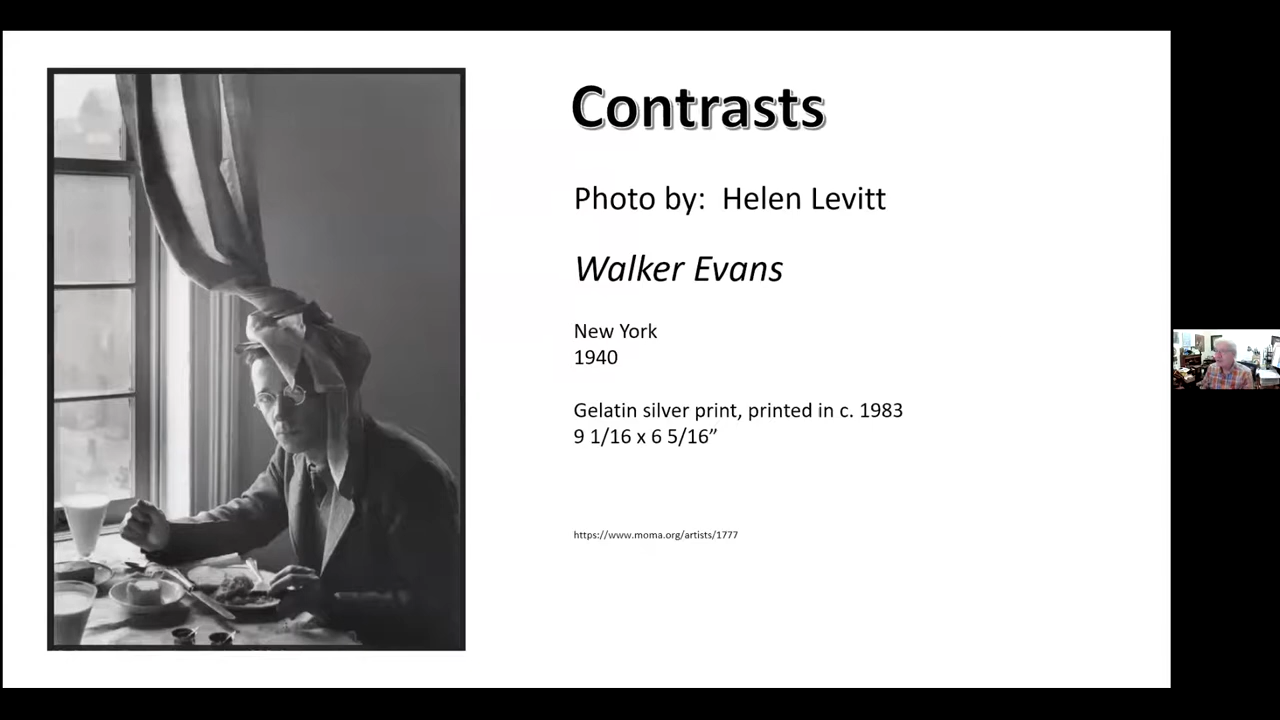 Contrasts
Photo by: Helen Levitt
Walker Evans
New York
1940
Gelatin silver print, printed in c. 1983
9 1/16 x 6 5/16”
https://www.moma.org/artists/1777